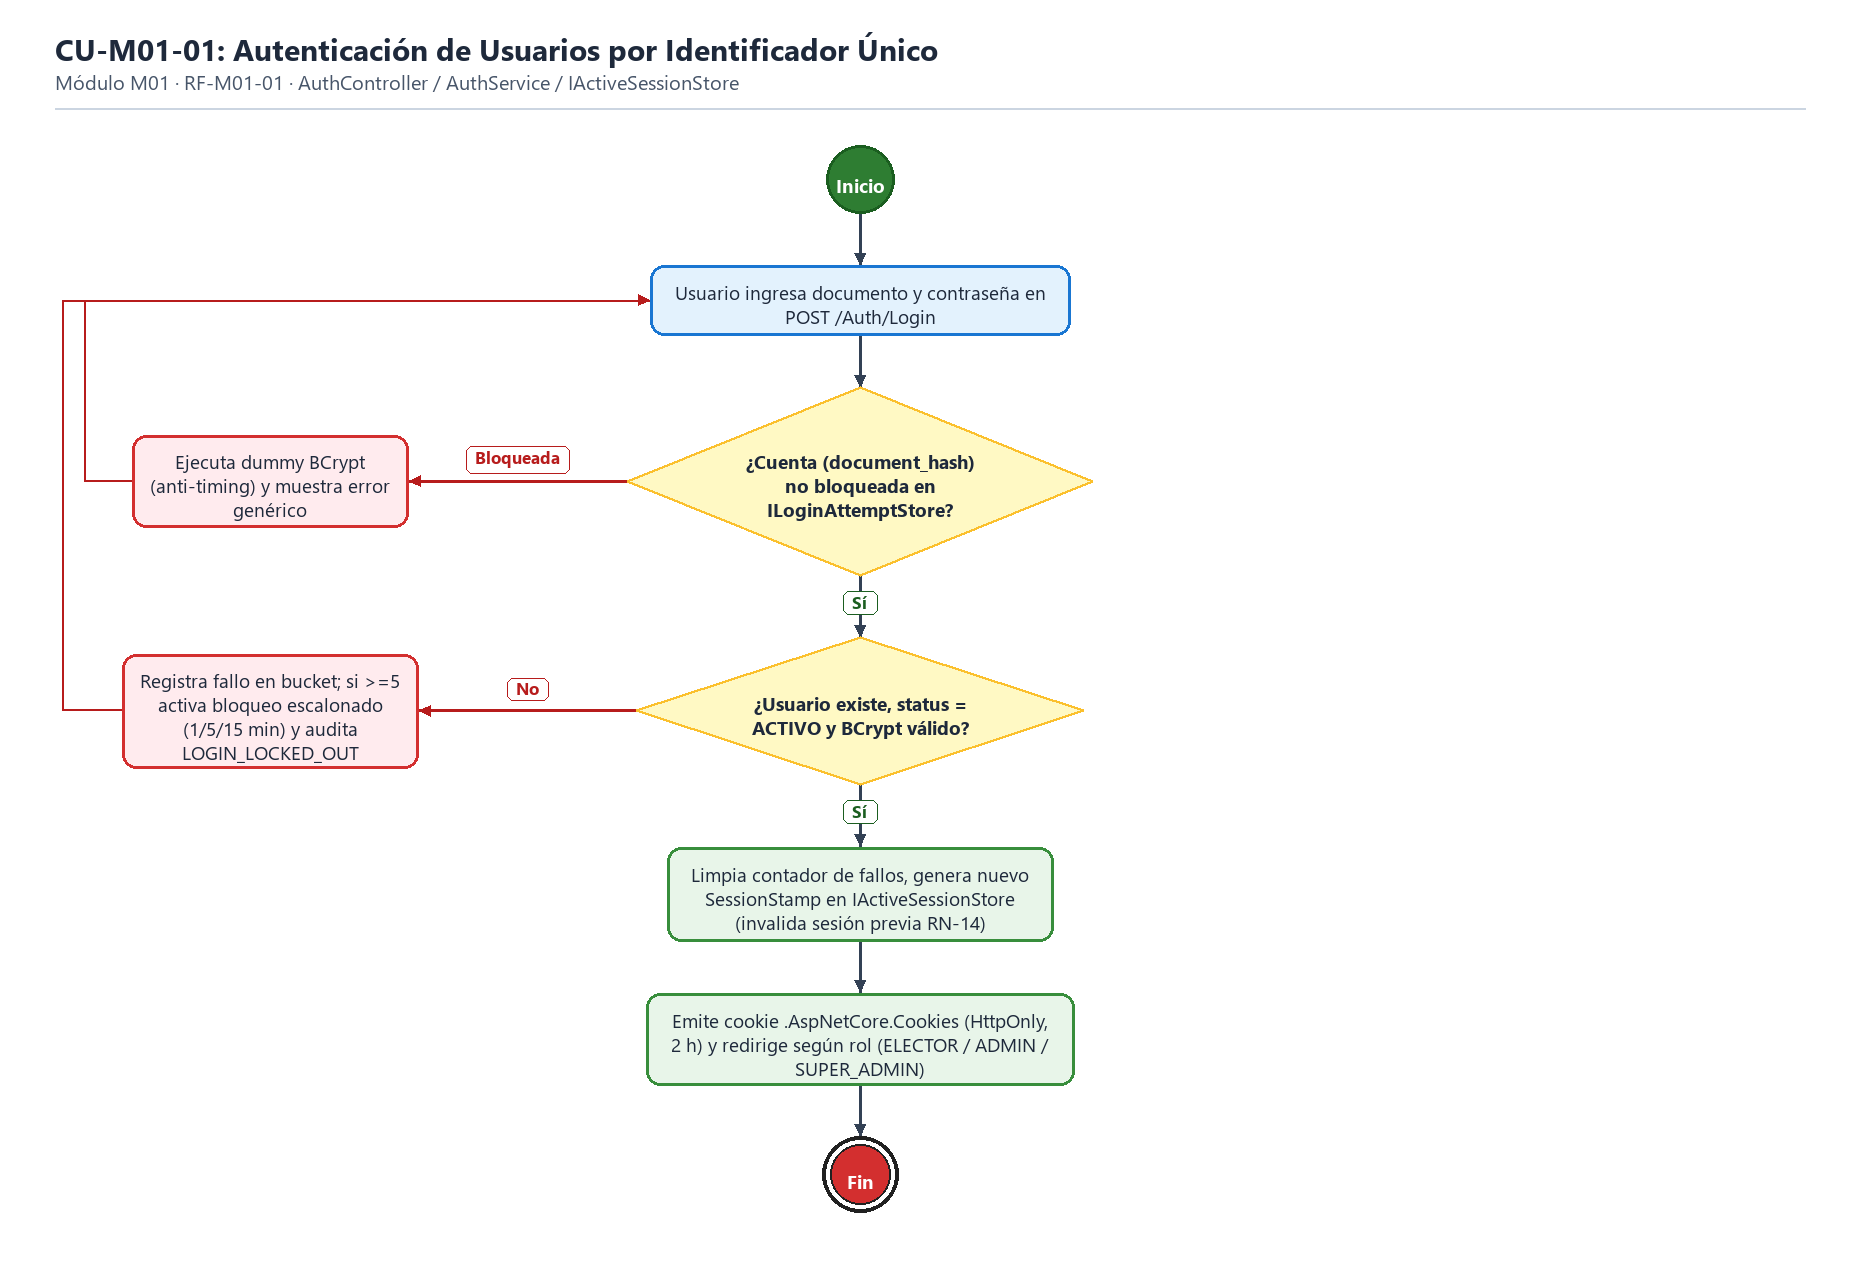 CU-M01-01: Autenticación de Usuarios por Identificador Único
Módulo M01 · RF-M01-01 · AuthController / AuthService / IActiveSessionStore
Inicio
Usuario ingresa documento y contraseña en
POST /Auth/Login
¿Cuenta (document_hash)
no bloqueada en
ILoginAttemptStore?
Bloqueada
Ejecuta dummy BCrypt
(anti-timing) y muestra error
genérico
Sí
¿Usuario existe, status =
ACTIVO y BCrypt válido?
No
Registra fallo en bucket; si >=5
activa bloqueo escalonado
(1/5/15 min) y audita
LOGIN_LOCKED_OUT
Sí
Limpia contador de fallos, genera nuevo
SessionStamp en IActiveSessionStore
(invalida sesión previa RN-14)
Emite cookie .AspNetCore.Cookies (HttpOnly,
2 h) y redirige según rol (ELECTOR / ADMIN /
SUPER_ADMIN)
Fin